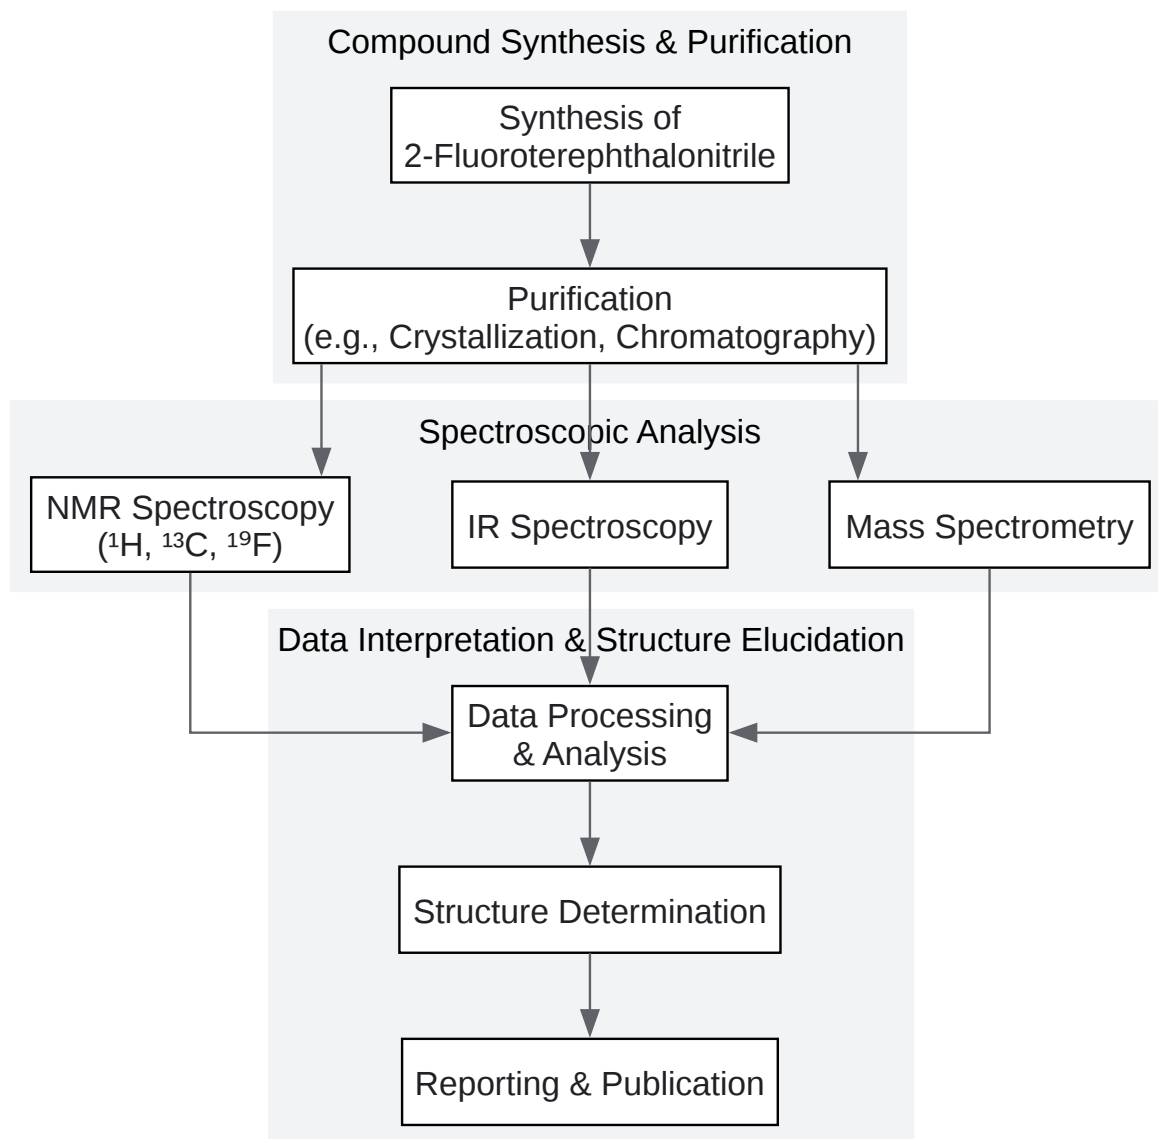 Compound Synthesis & Purification
Synthesis of
2-Fluoroterephthalonitrile
Purification
(e.g., Crystallization, Chromatography)
Spectroscopic Analysis
NMR Spectroscopy
(¹H, ¹³C, ¹⁹F)
IR Spectroscopy
Mass Spectrometry
Data Interpretation & Structure Elucidation
Data Processing
& Analysis
Structure Determination
Reporting & Publication